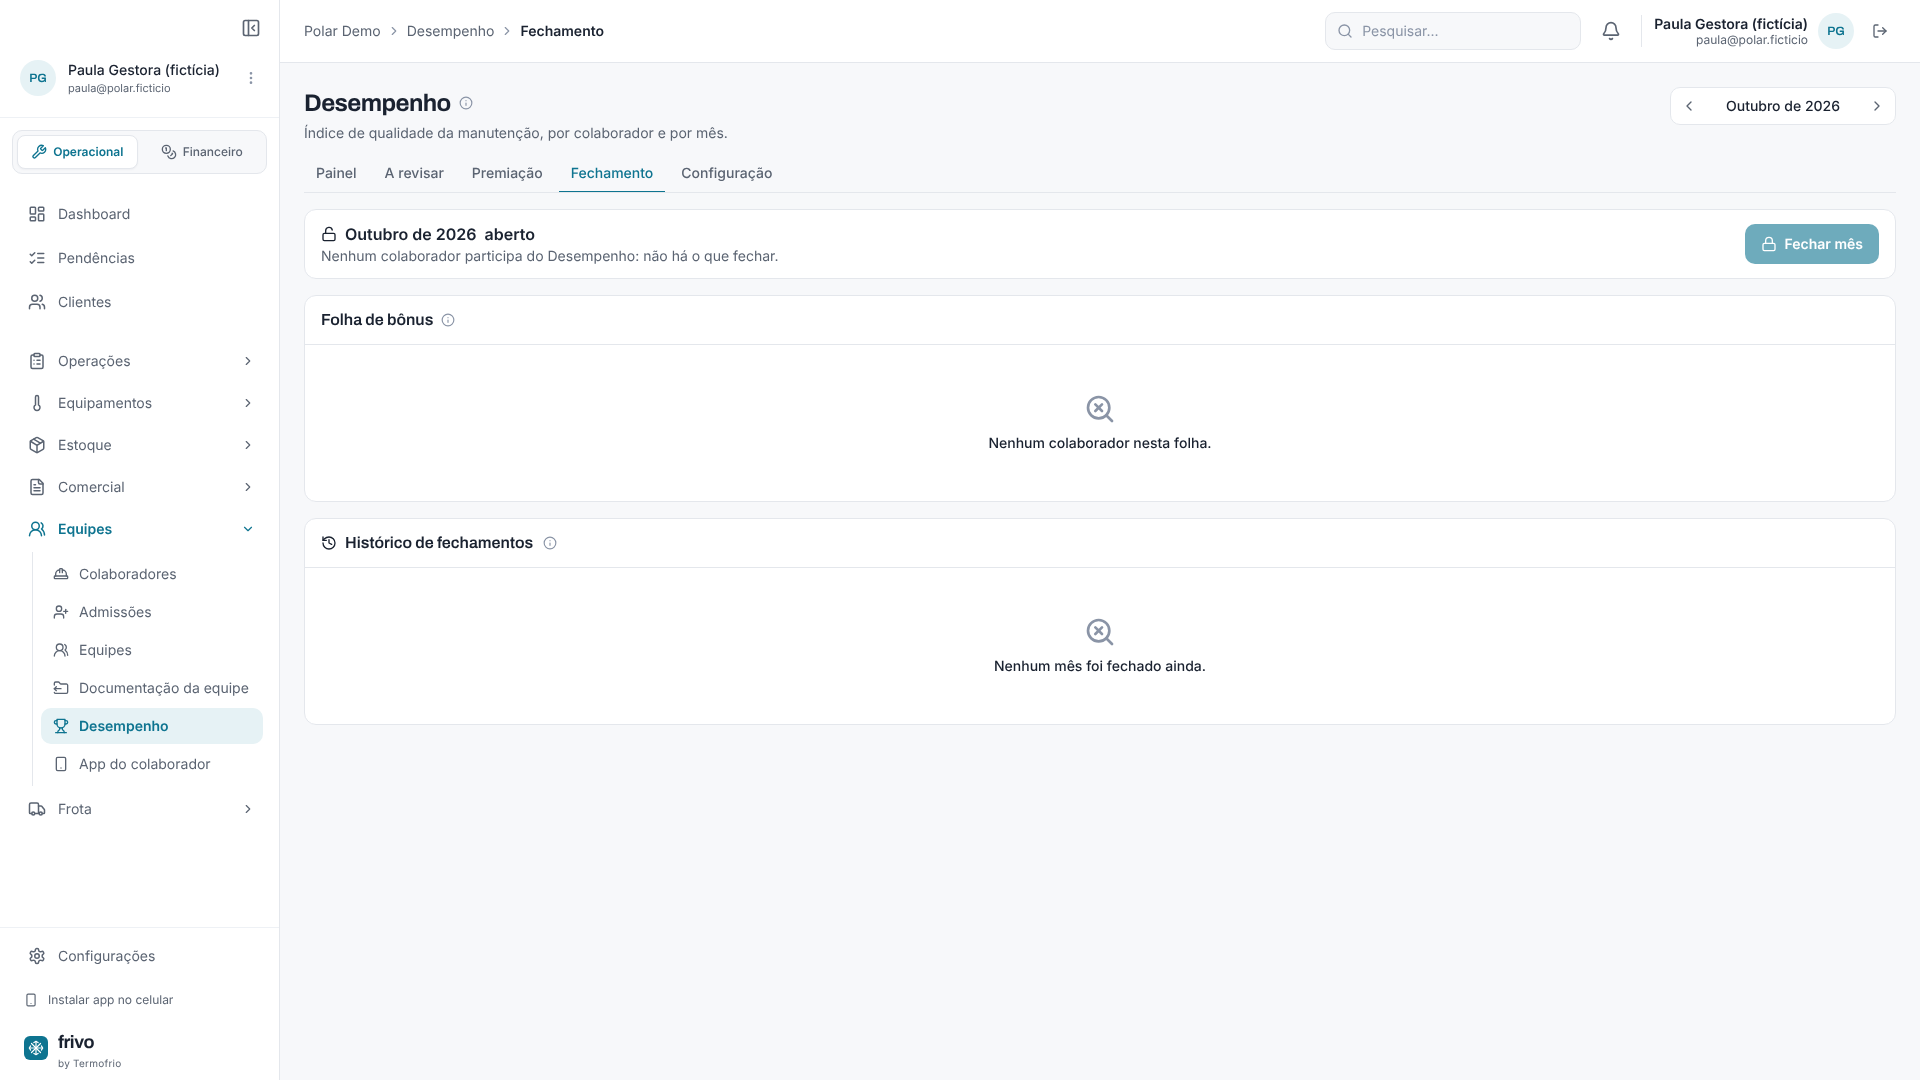 PG
Paula Gestora (fictícia)
paula@polar.ficticio
Operacional
Financeiro
Dashboard
Pendências
Clientes
Operações
Equipamentos
Estoque
Comercial
Equipes
Colaboradores
Admissões
Equipes
Documentação da equipe
Desempenho
App do colaborador
Frota
Configurações
Instalar app no celular
frivo
by Termofrio
Polar Demo > Desempenho > Fechamento
Pesquisar...
Paula Gestora (fictícia)
paula@polar.ficticio
PG
Desempenho
Índice de qualidade da manutenção, por colaborador e por mês.
Outubro de 2026
Painel A revisar Premiação Fechamento Configuração
Outubro de 2026 aberto
Nenhum colaborador participa do Desempenho: não há o que fechar.
Fechar mês
Folha de bônus
Nenhum colaborador nesta folha.
Histórico de fechamentos
Nenhum mês foi fechado ainda.